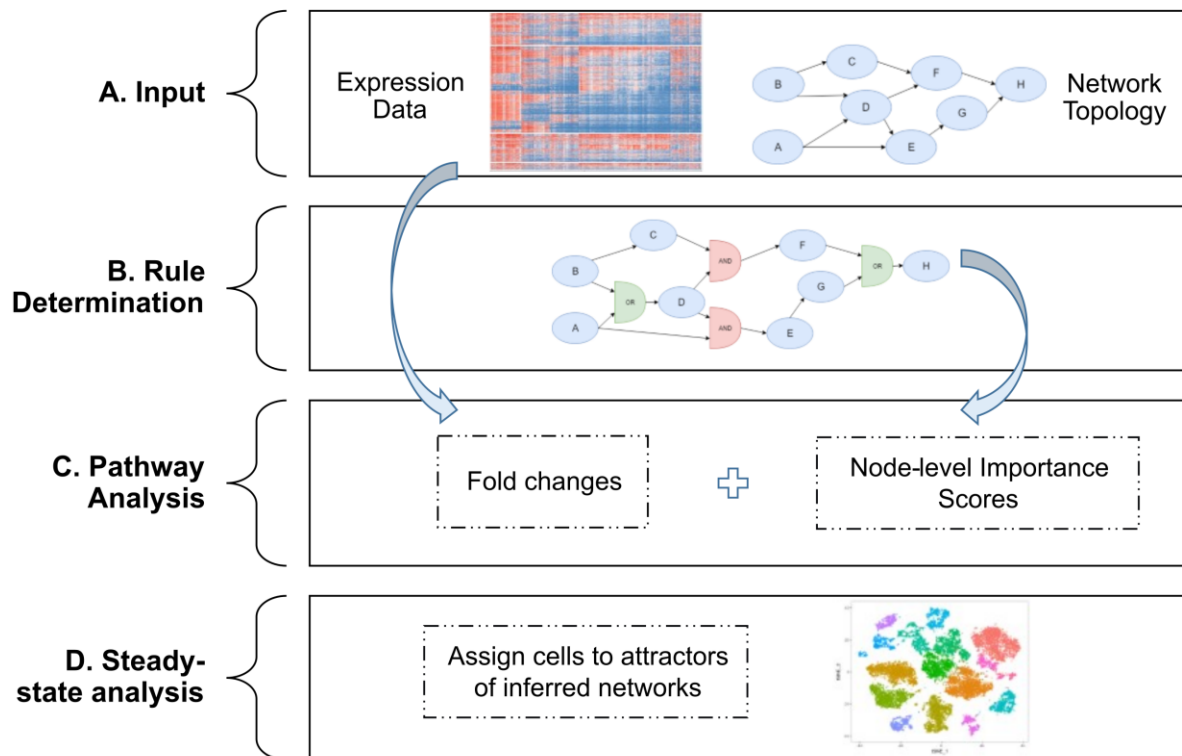 A. Input
Expression
Data
B
C
F
H
D
G
A
E
Network
Topology
B. Rule
Determination
C
AND
F
B
OR
H
OR
D
G
A
AND
E
C. Pathway
Analysis
Fold changes
Node-level Importance
Scores
D. Steady-
state analysis
Assign cells to attractors
of inferred networks